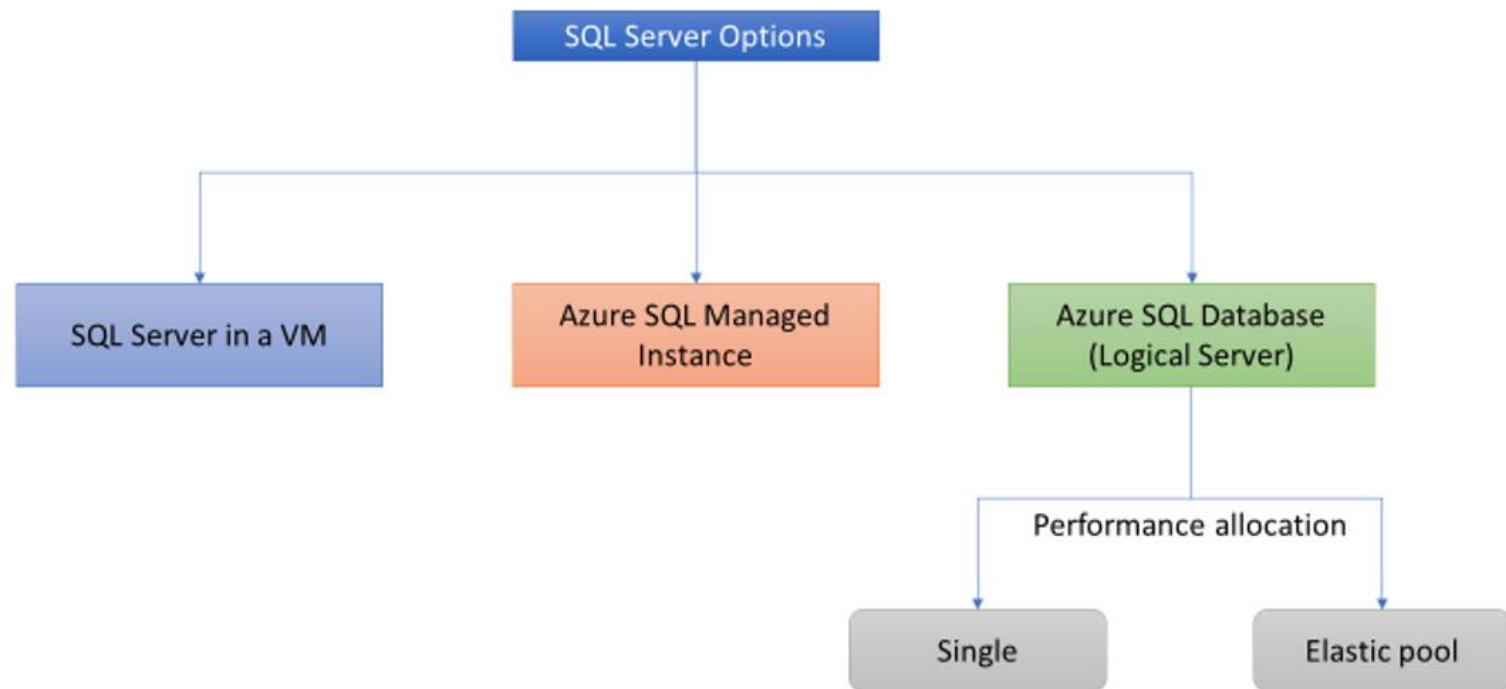 SQL Server Options
SQL Server in a VM
Azure SQL Managed
Instance
Azure SQL Database
(Logical Server)
Performance allocation
Single
Elastic pool